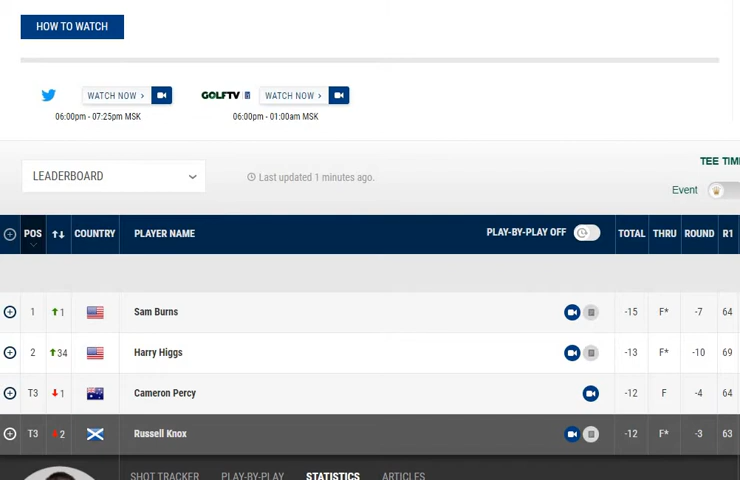 HOW TO WATCH
WATCH NOW > GOLFTV WATCH NOW >
06:00pm - 07:25pm MSK 06:00pm - 01:00am MSK
TEE TIM
LEADERBOARD Last updated 1 minutes ago.
Event
POS COUNTRY PLAYER NAME PLAY-BY-PLAY OFF TOTAL THRU ROUND R1
1 1 Sam Burns -15 F* -7 64
2 34 Harry Higgs -13 F* -10 69
T3 1 Cameron Percy -12 F -4 64
T3 2 Russell Knox -12 F* -3 63
SHOT TRACKER PLAY-BY-PLAY STATISTICS ARTICLES